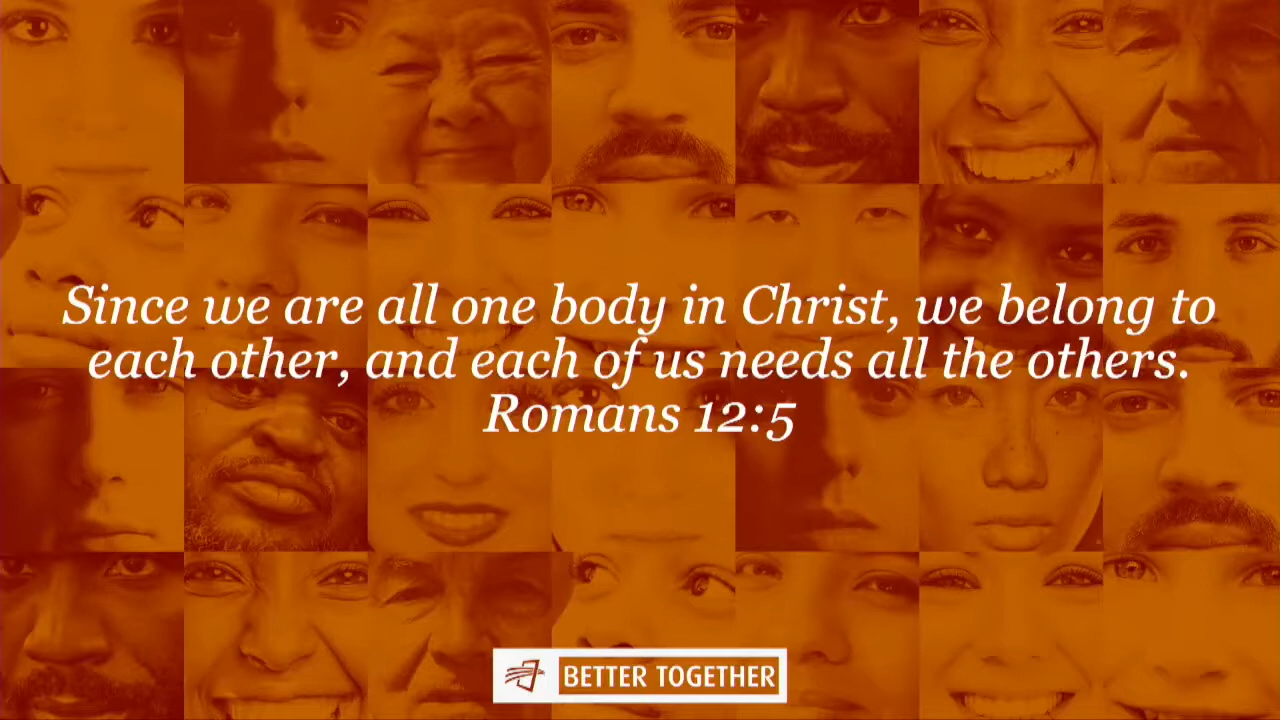 Since we are all one body in Christ, we belong to
each other, and each of us needs all the others.
Romans 12:5
BETTER TOGETHER